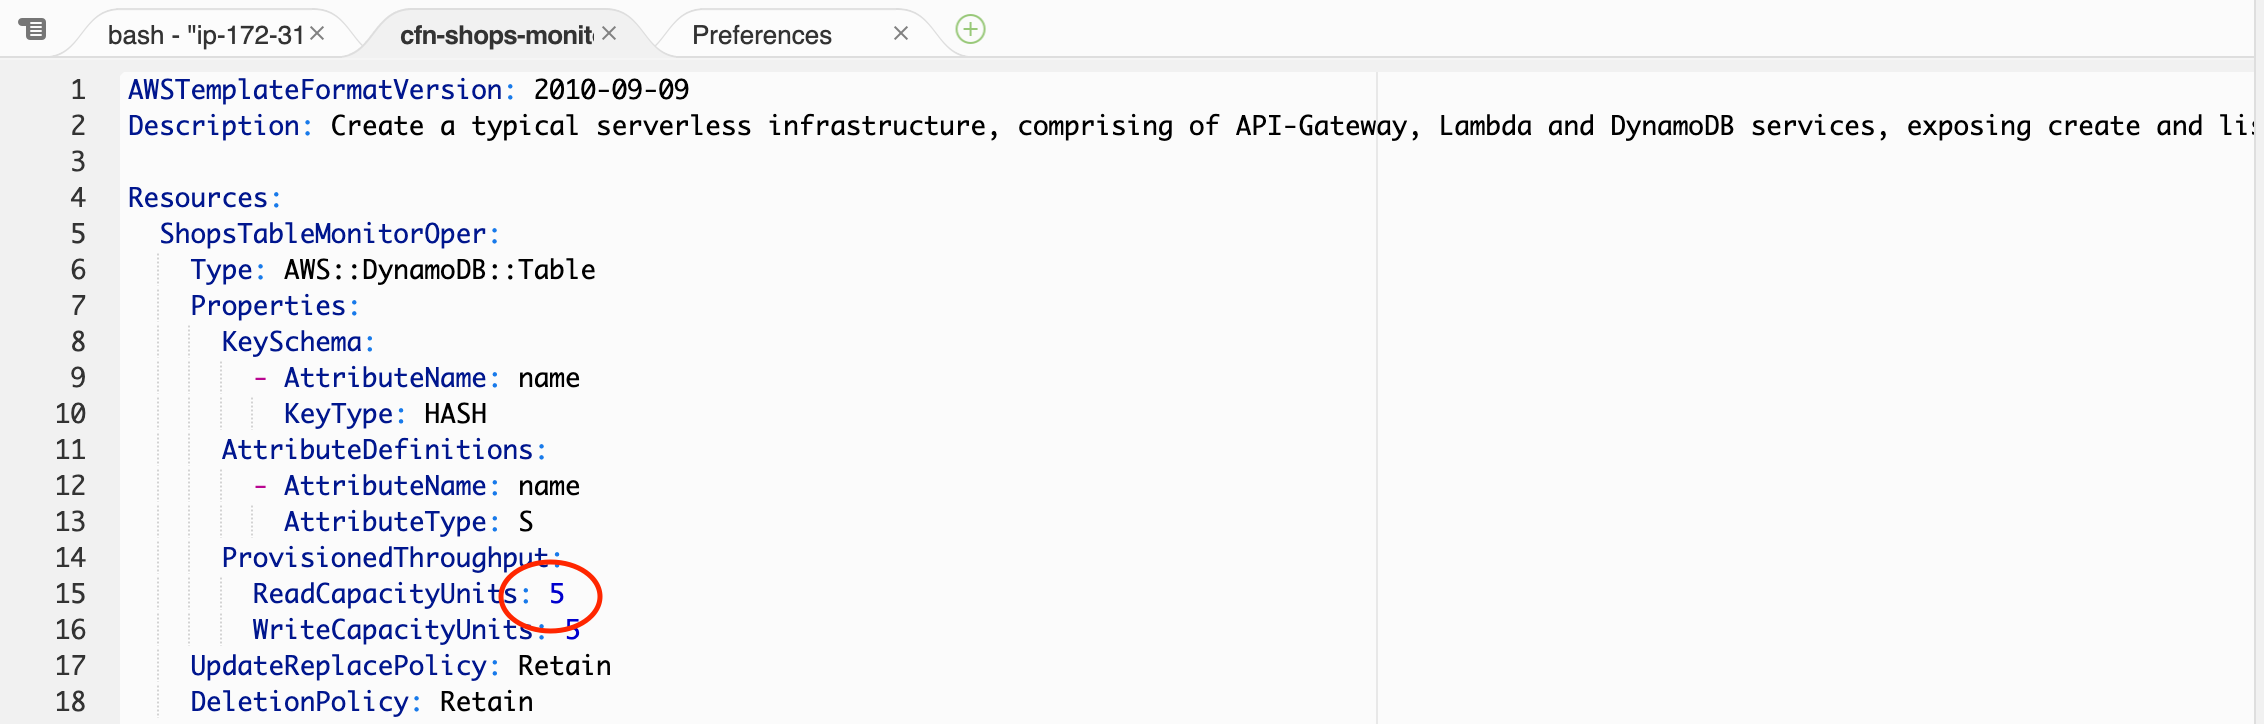 bash - "ip-172-31 cfn-shops-monit Preferences
1 AWSTemplateFormatVersion: 2010-09-09
2 Description: Create a typical serverless infrastructure, comprising of API-Gateway, Lambda and DynamoDB services, exposing create and lis
3
4 Resources:
5   ShopsTableMonitorOper:
6     Type: AWS::DynamoDB::Table
7     Properties:
8       KeySchema:
9         - AttributeName: name
10           KeyType: HASH
11       AttributeDefinitions:
12         - AttributeName: name
13           AttributeType: S
14       ProvisionedThroughput:
15         ReadCapacityUnits: 5
16         WriteCapacityUnits: 5
17     UpdateReplacePolicy: Retain
18     DeletionPolicy: Retain